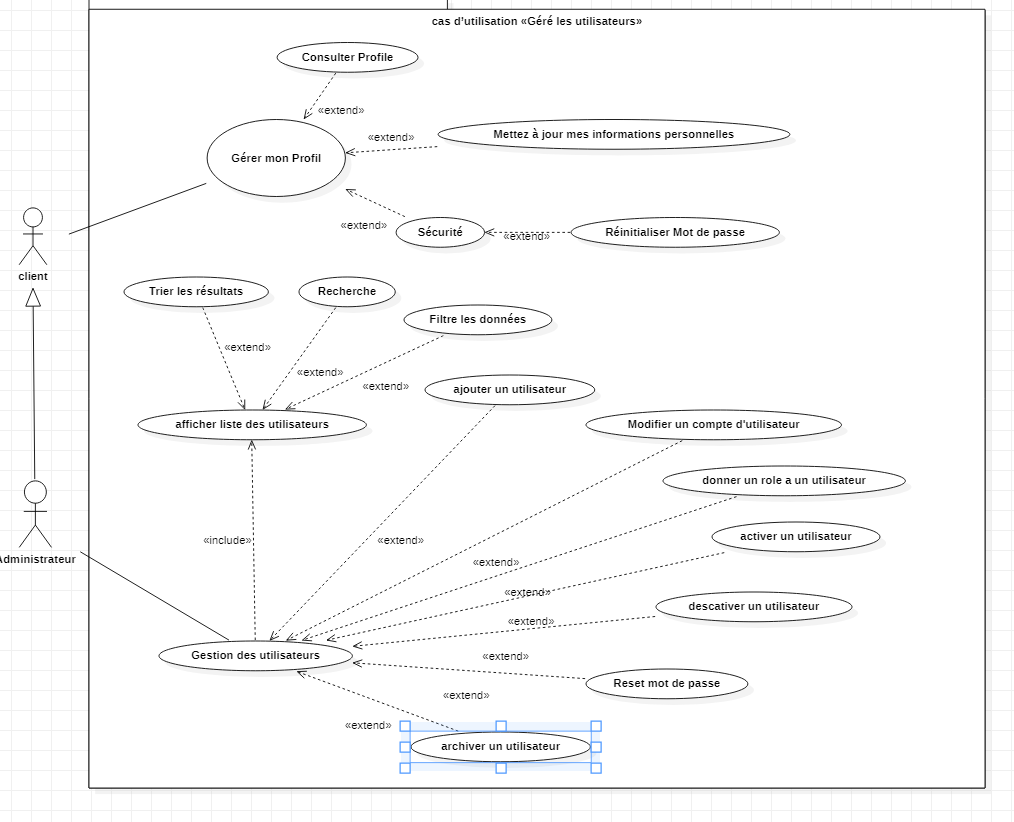 cas d'utilisation «Géré les utilisateurs»
Consulter Profile
«extend»
Mettez à jour mes informations personnelles
«extend»
Gérer mon Profil
«extend»
Sécurité
«extend»
Réinitialiser Mot de passe
client
Trier les résultats
Recherche
Filtre les données
«extend»
«extend»
«extend»
ajouter un utilisateur
afficher liste des utilisateurs
Modifier un compte d'utilisateur
donner un role a un utilisateur
activer un utilisateur
«include»
«extend»
Administrateur
«extend»
«extend»
descativer un utilisateur
«extend»
Gestion des utilisateurs
«extend»
Reset mot de passe
«extend»
«extend»
archiver un utilisateur